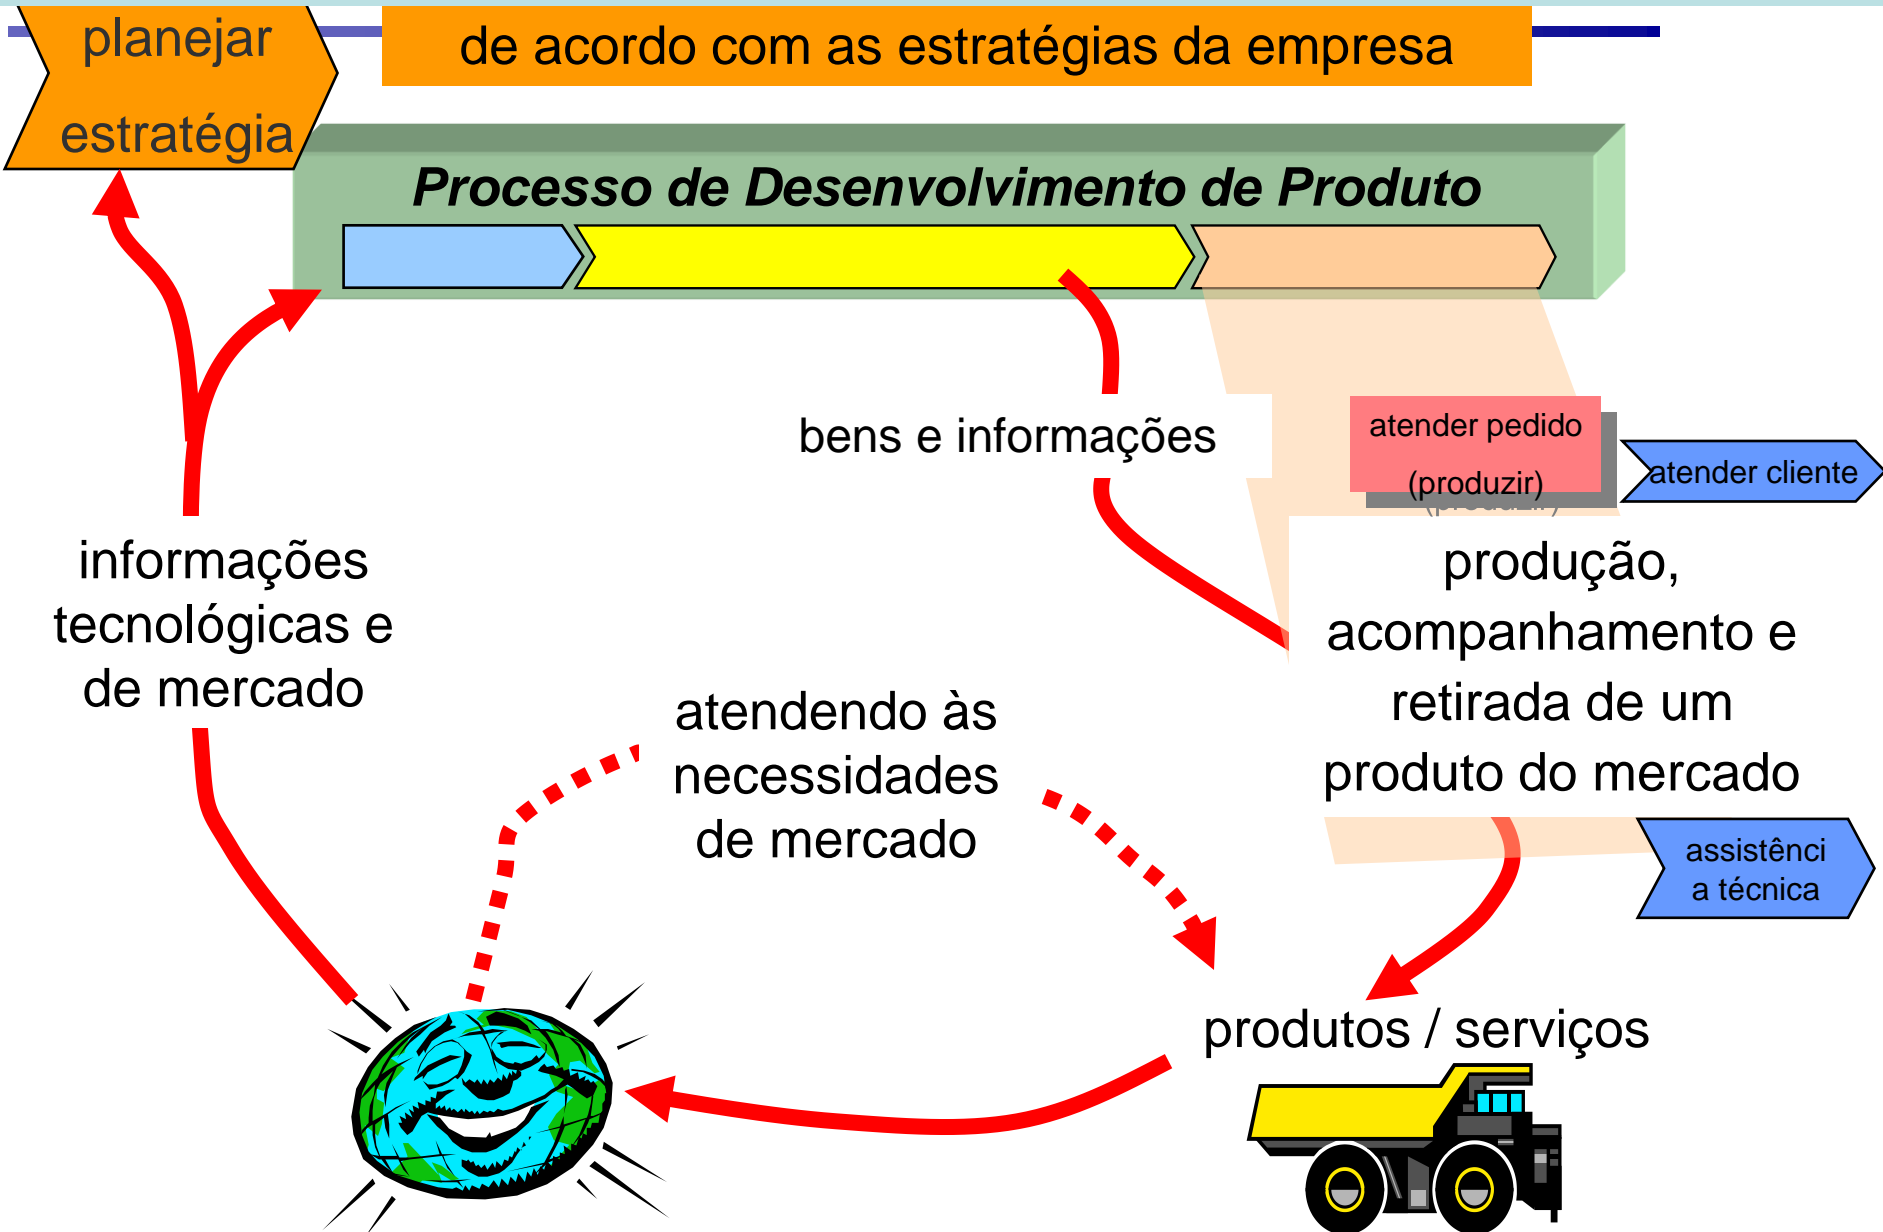 planejar
estratégia
de acordo com as estratégias da empresa
Processo de Desenvolvimento de Produto
bens e informações
atender pedido
(produzir)
(produzir)
atender cliente
informações
tecnológicas e
de mercado
produção,
acompanhamento e
retirada de um
produto do mercado
atendendo às
necessidades
de mercado
assistênci
a técnica
produtos / serviços